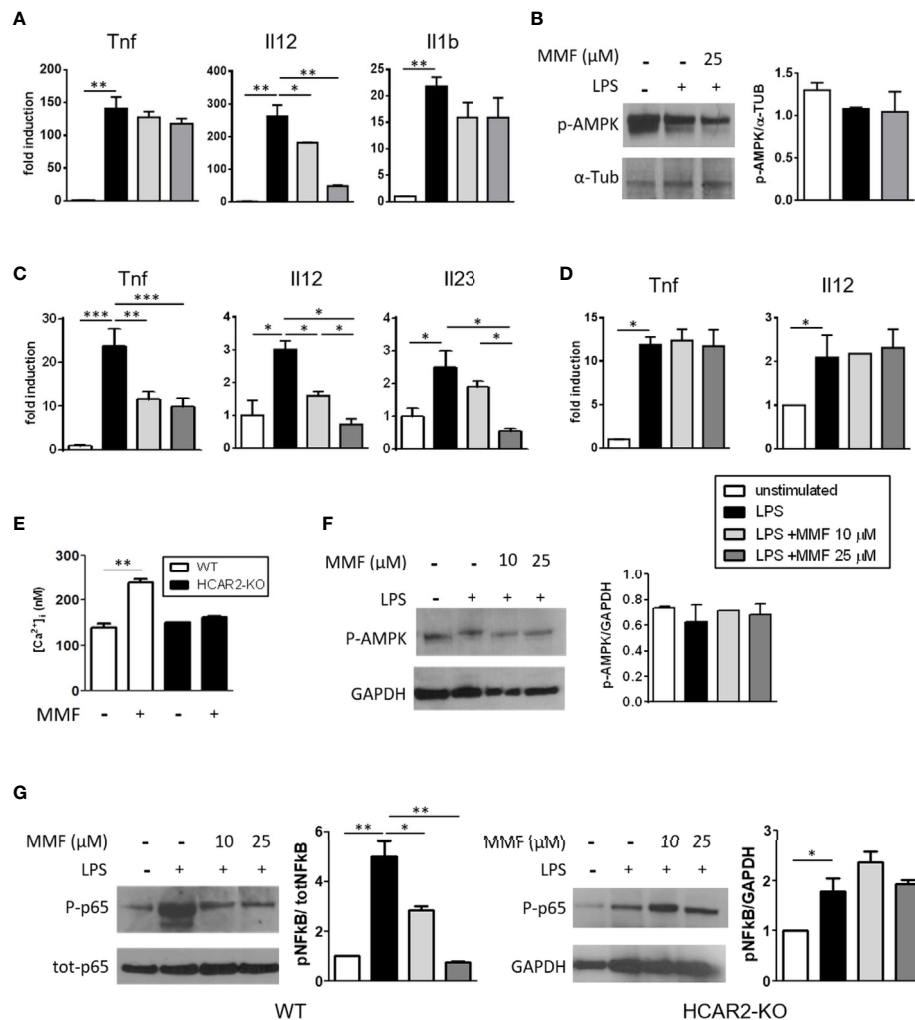 A
Tnf
Il12
Il1b
fold induction
200
150
100
50
0
**
400
300
200
100
0
** *
**
25
20
15
10
5
0
**
B
MMF (µM) - - 25
LPS - + +
p-AMPK
α-Tub
p-AMPK/α-TUB
1.5
1.0
0.5
0.0
C
Tnf
Il12
Il23
fold induction
30
20
10
0
***
*** **
6
4
2
0
*
* * *
4
3
1
0
*
* *
D
Tnf
Il12
fold induction
15
10
5
0
*
3
2
1
0
*
unstimulated
LPS
LPS +MMF 10 µM
LPS +MMF 25 µM
E
[Ca²⁺]i (nM)
300
200
150
0
**
WT
HCAR2-KO
- + - +
MMF
F
MMF (µM) - - 10 25
LPS - + + +
P-AMPK
GAPDH
p-AMPK/GAPDH
1.0
0.8
0.6
0.4
0.2
0.0
G
MMF (µM) - - 10 25
LPS - + + +
P-p65
tot-p65
pNFkB/ totNFkB
6
4
2
0
**
** *
WT
MMF (µM) - - 10 25
LPS - + + +
P-p65
GAPDH
pNFkB/GAPDH
3
2
1
0
*
HCAR2-KO